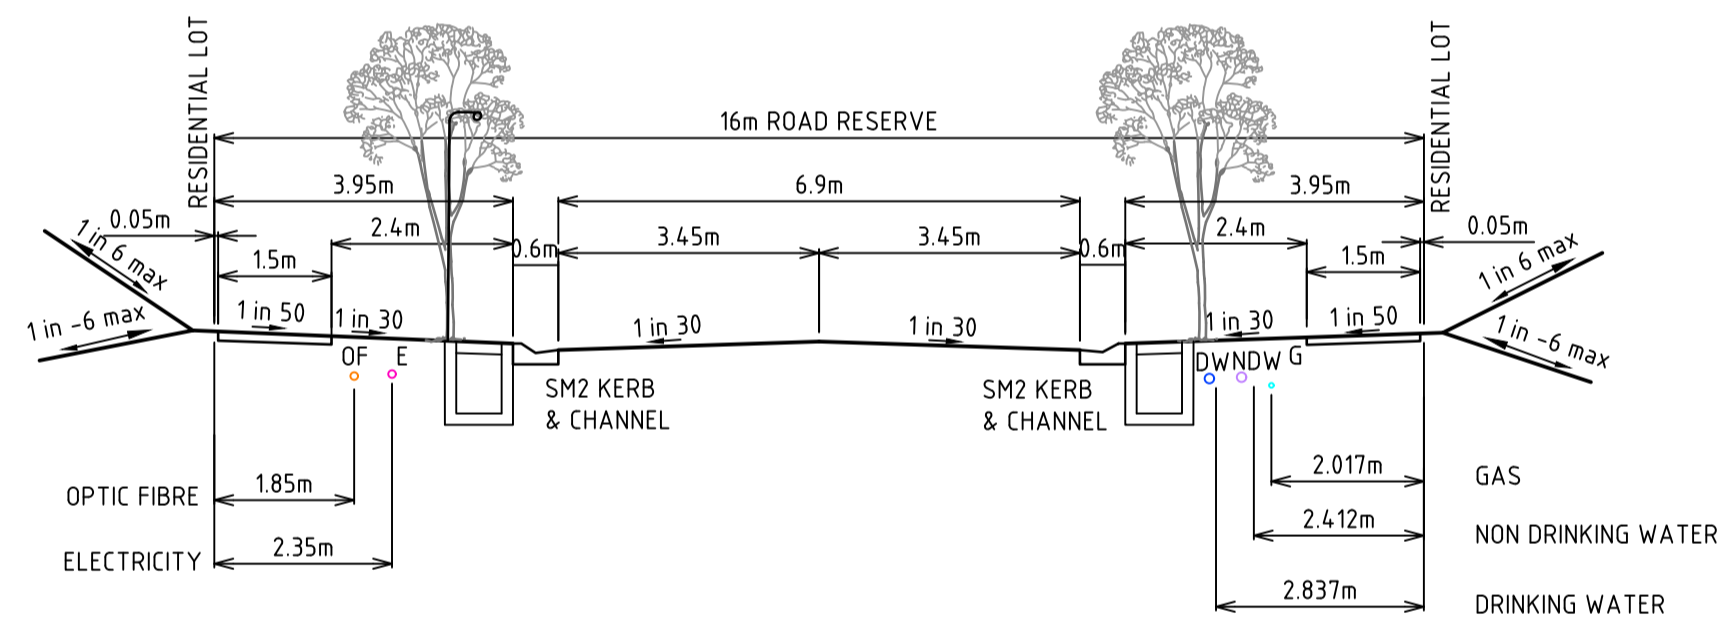 RESIDENTIAL LOT
RESIDENTIAL LOT
16m ROAD RESERVE
3.95m
6.9m
3.95m
0.05m
2.4m
0.6m
3.45m
3.45m
0.6m
2.4m
0.05m
1 in 6 max
1.5m
1.5m
1 in 6 max
1 in -6 max
1 in 50
1 in 30
1 in 30
1 in 30
1 in 30
1 in 50
1 in -6 max
OF
E
DW
NDW
G
SM2 KERB
& CHANNEL
SM2 KERB
& CHANNEL
2.017m
GAS
OPTIC FIBRE
1.85m
2.412m
NON DRINKING WATER
ELECTRICITY
2.35m
2.837m
DRINKING WATER